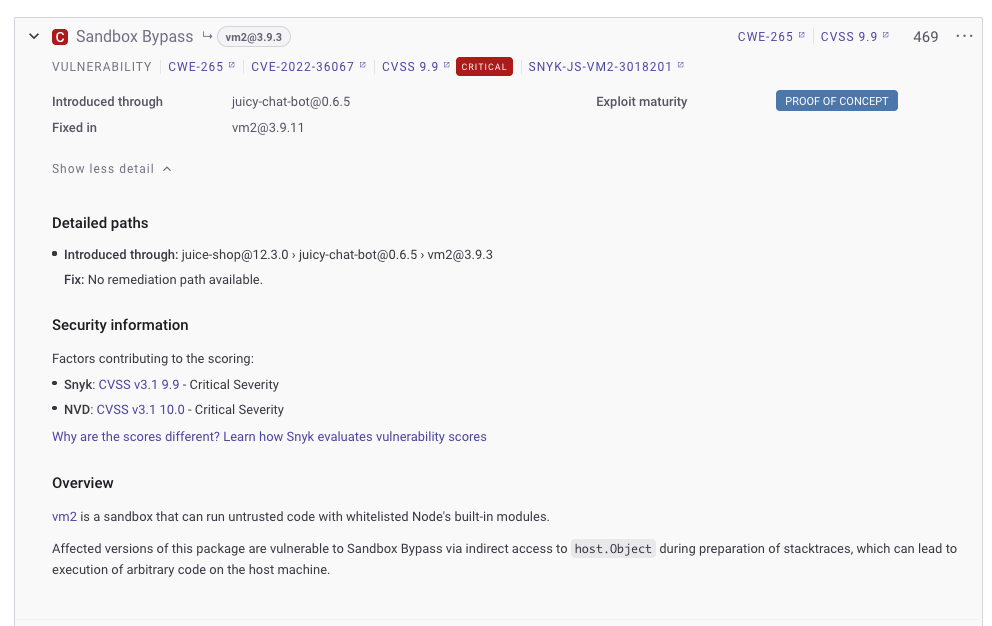 C Sandbox Bypass vm2@3.9.3 CWE-265 CVSS 9.9 469 ...
VULNERABILITY CWE-265 CVE-2022-36067 CVSS 9.9 CRITICAL SNYK-JS-VM2-3018201
Introduced through juicy-chat-bot@0.6.5 Exploit maturity PROOF OF CONCEPT
Fixed in vm2@3.9.11
Show less detail
Detailed paths
• Introduced through: juice-shop@12.3.0 › juicy-chat-bot@0.6.5 › vm2@3.9.3
Fix: No remediation path available.
Security information
Factors contributing to the scoring:
• Snyk: CVSS v3.1 9.9 - Critical Severity
• NVD: CVSS v3.1 10.0 - Critical Severity
Why are the scores different? Learn how Snyk evaluates vulnerability scores
Overview
vm2 is a sandbox that can run untrusted code with whitelisted Node's built-in modules.
Affected versions of this package are vulnerable to Sandbox Bypass via indirect access to host.Object during preparation of stacktraces, which can lead to
execution of arbitrary code on the host machine.